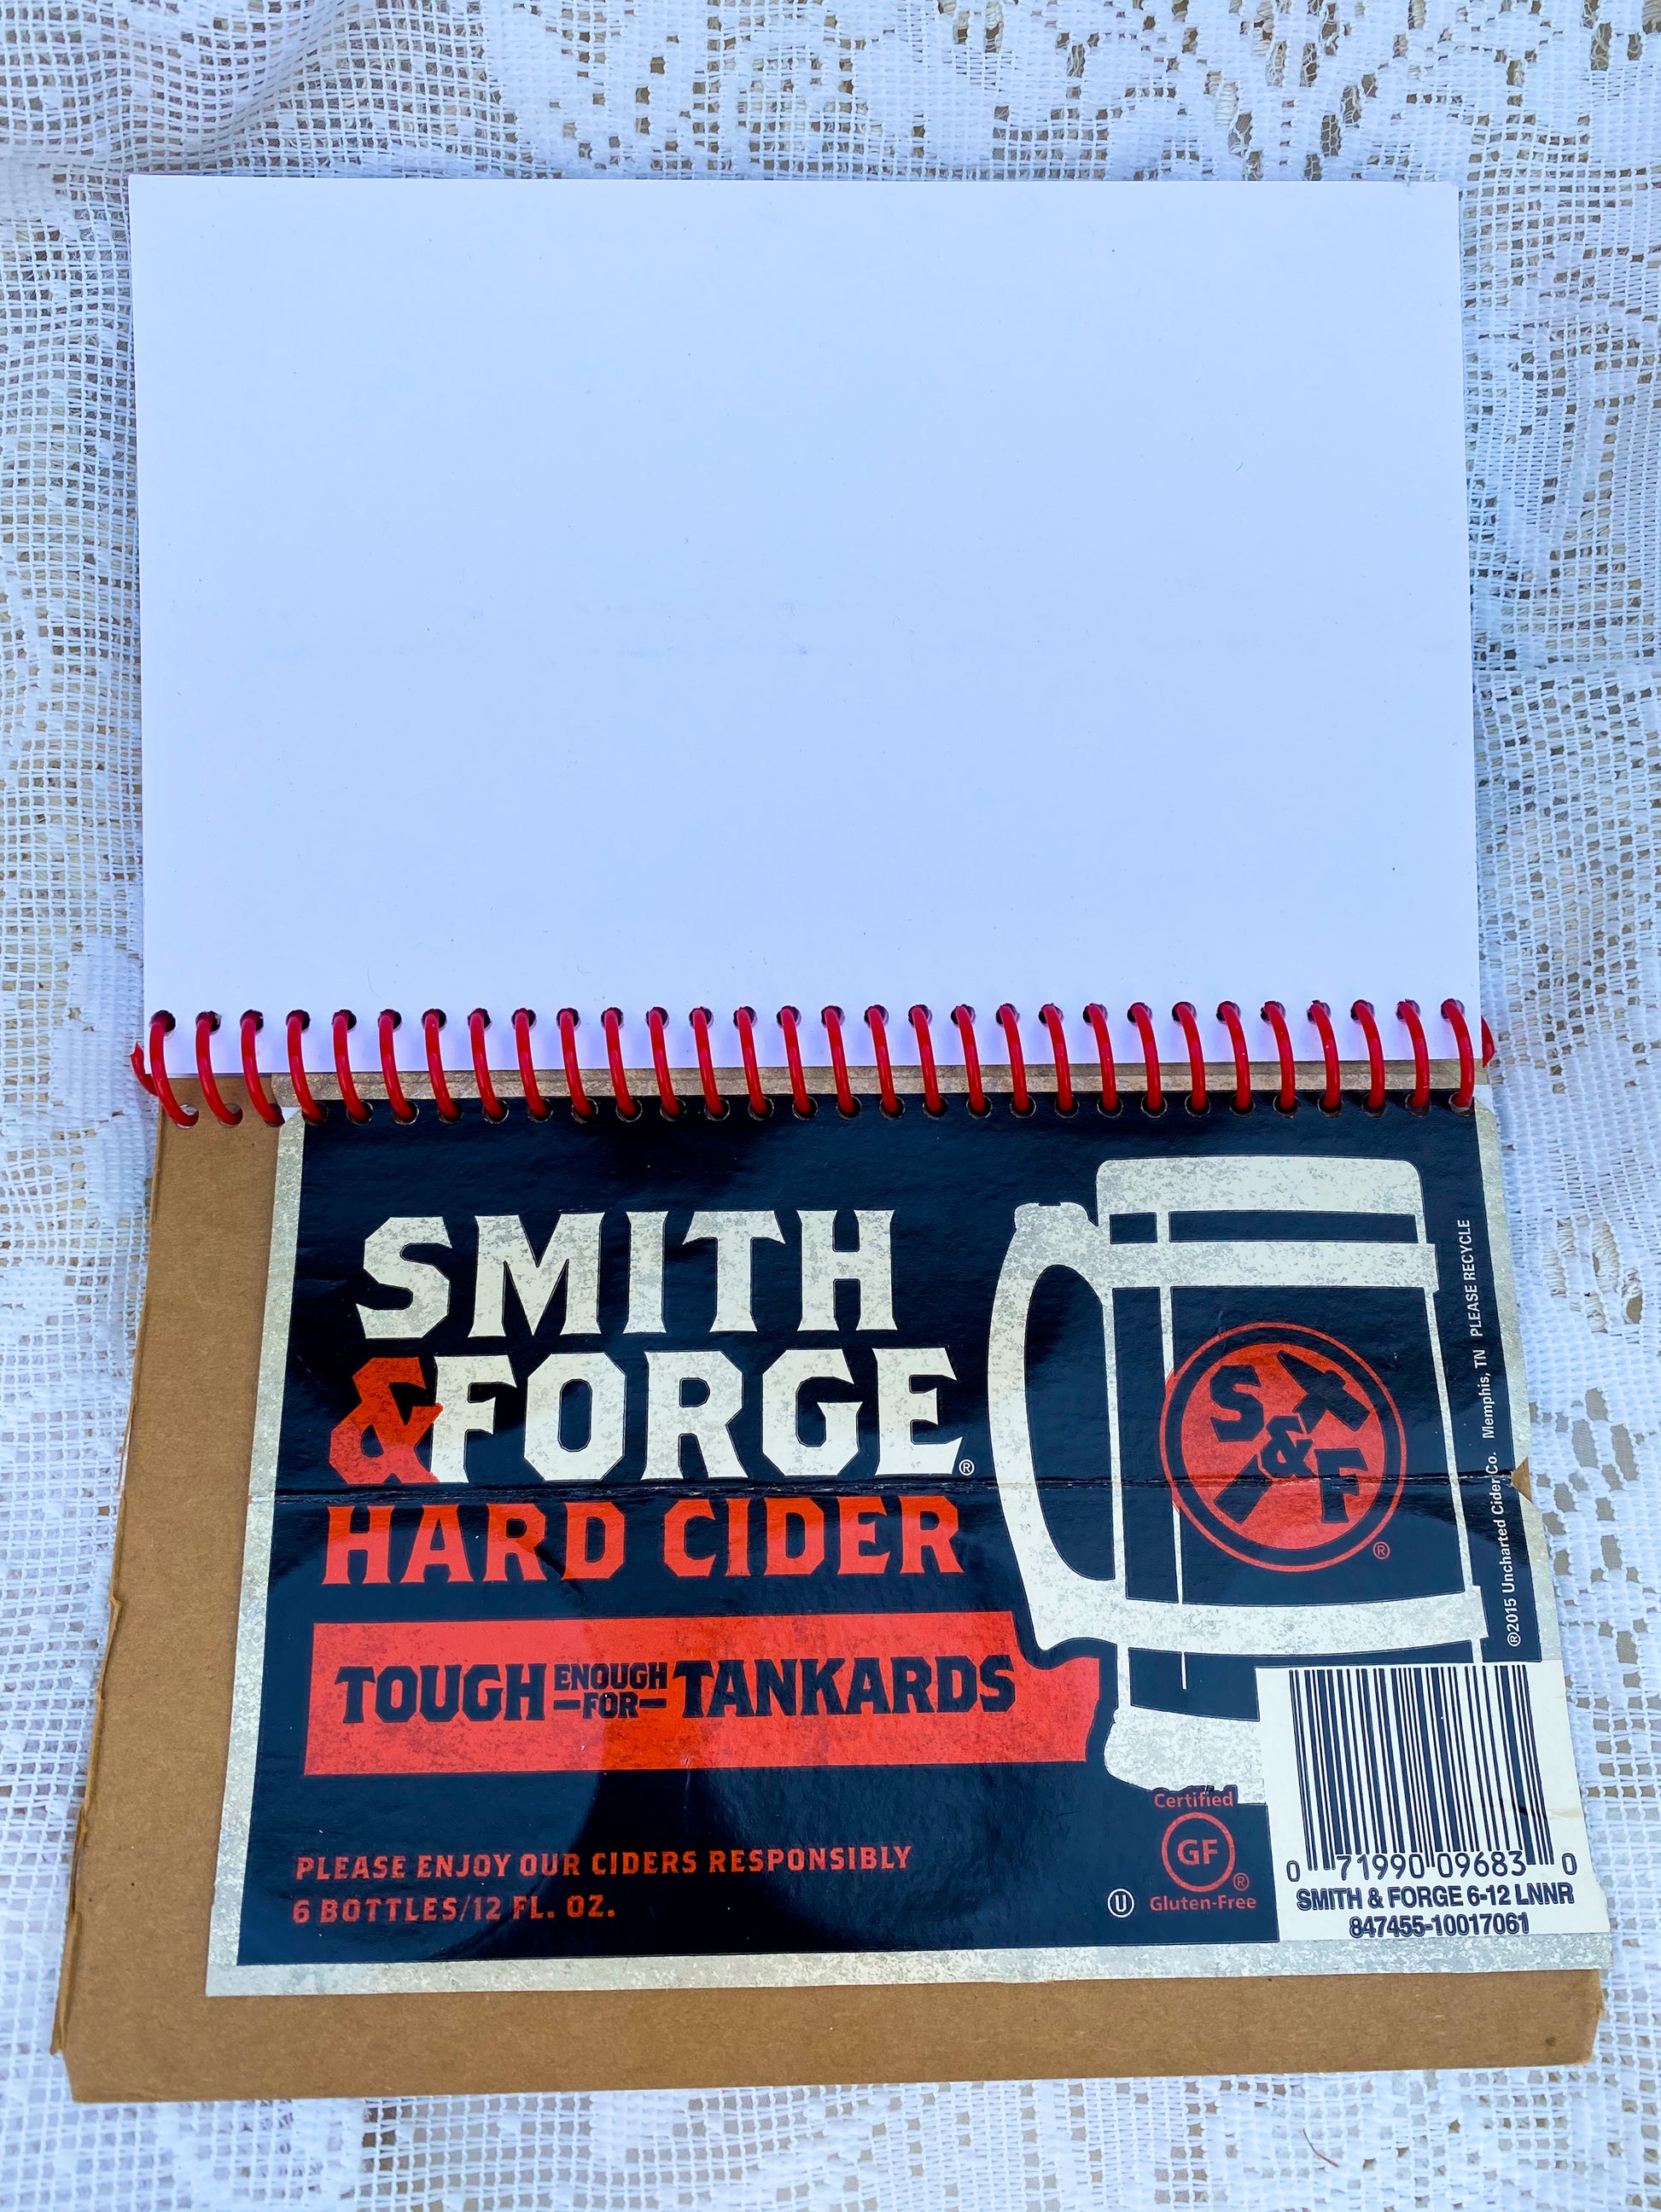 SMITH
& FORGE®
HARD CIDER
TOUGH ENOUGH -FOR- TANKARDS
PLEASE ENJOY OUR CIDERS RESPONSIBLY
6 BOTTLES/12 FL. OZ.
S & F
®
®2015 Uncharted Cider Co. Memphis, TN PLEASE RECYCLE
Certified
GF®
Gluten-Free
U
0 71990 09683 0
SMITH & FORGE 6-12 LNNR
847455-10017061